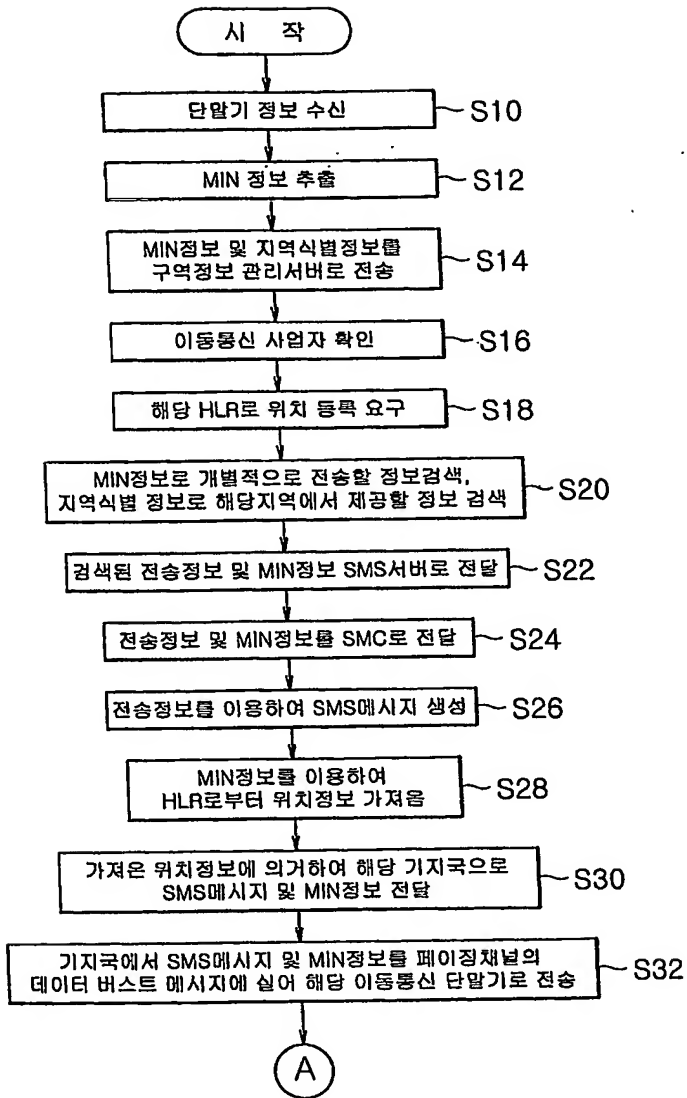 시 작
단말기 정보 수신
S10
MIN 정보 추출
S12
MIN정보 및 지역식별정보를
구역정보 관리서버로 전송
S14
이동통신 사업자 확인
S16
해당 HLR로 위치 등록 요구
S18
MIN정보로 개별적으로 전송할 정보검색,
지역식별 정보로 해당지역에서 제공할 정보 검색
S20
검색된 전송정보 및 MIN정보 SMS서버로 전달
S22
전송정보 및 MIN정보를 SMC로 전달
S24
전송정보를 이용하여 SMS메시지 생성
S26
MIN정보를 이용하여
HLR로부터 위치정보 가져옴
S28
가져온 위치정보에 의거하여 해당 기지국으로
SMS메시지 및 MIN정보 전달
S30
기지국에서 SMS메시지 및 MIN정보를 페이징채널의
데이터 버스트 메시지에 실어 해당 이동통신 단말기로 전송
S32
A